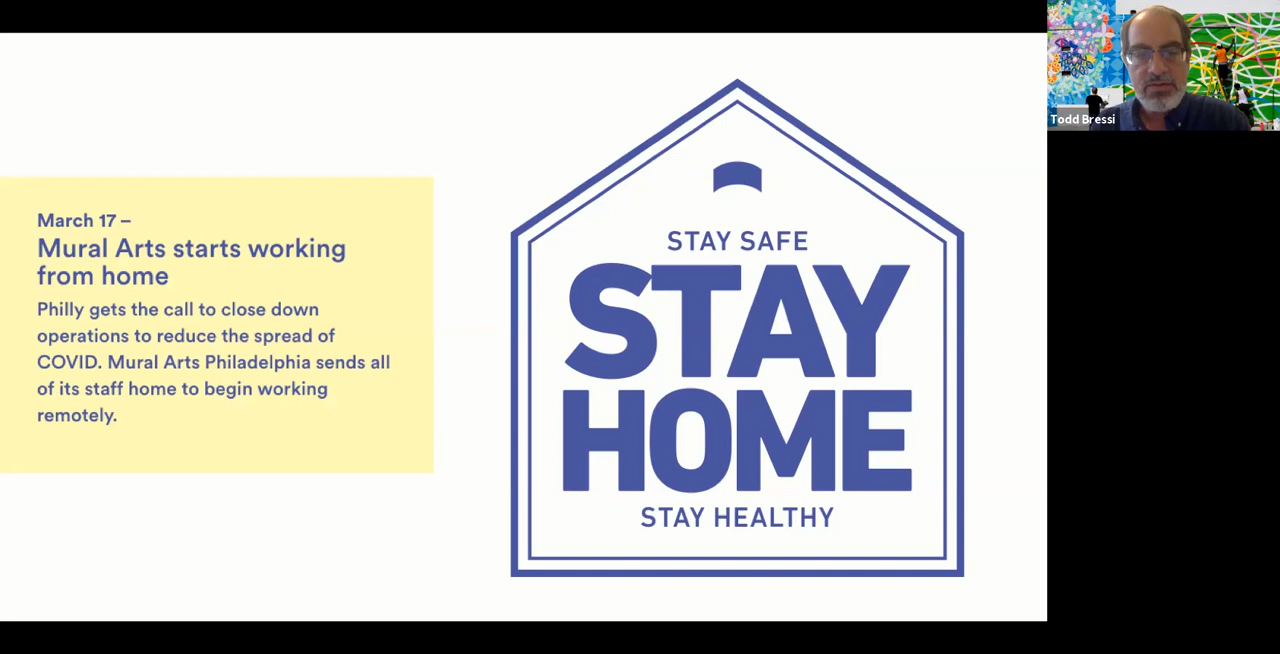 March 17 –
Mural Arts starts working
from home
Philly gets the call to close down
operations to reduce the spread of
COVID. Mural Arts Philadelphia sends all
of its staff home to begin working
remotely.
STAY SAFE
STAY
HOME
STAY HEALTHY
Todd Bressi